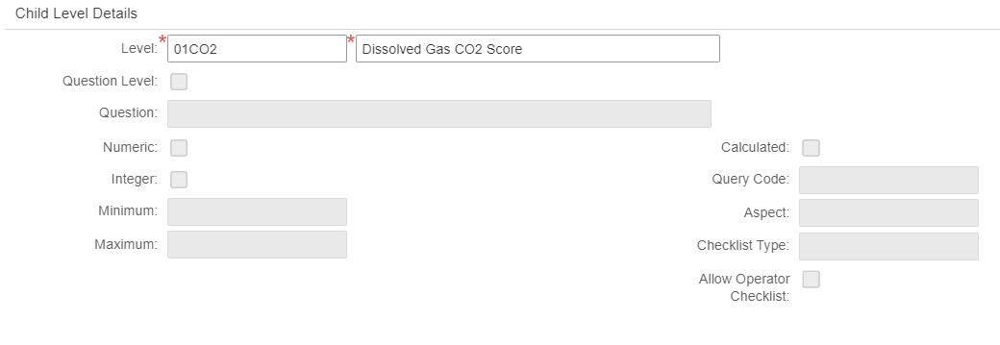 Child Level Details
Level: * 01CO2 * Dissolved Gas CO2 Score
Question Level:
Question:
Numeric: Calculated:
Integer: Query Code:
Minimum: Aspect:
Maximum: Checklist Type:
Allow Operator
Checklist: